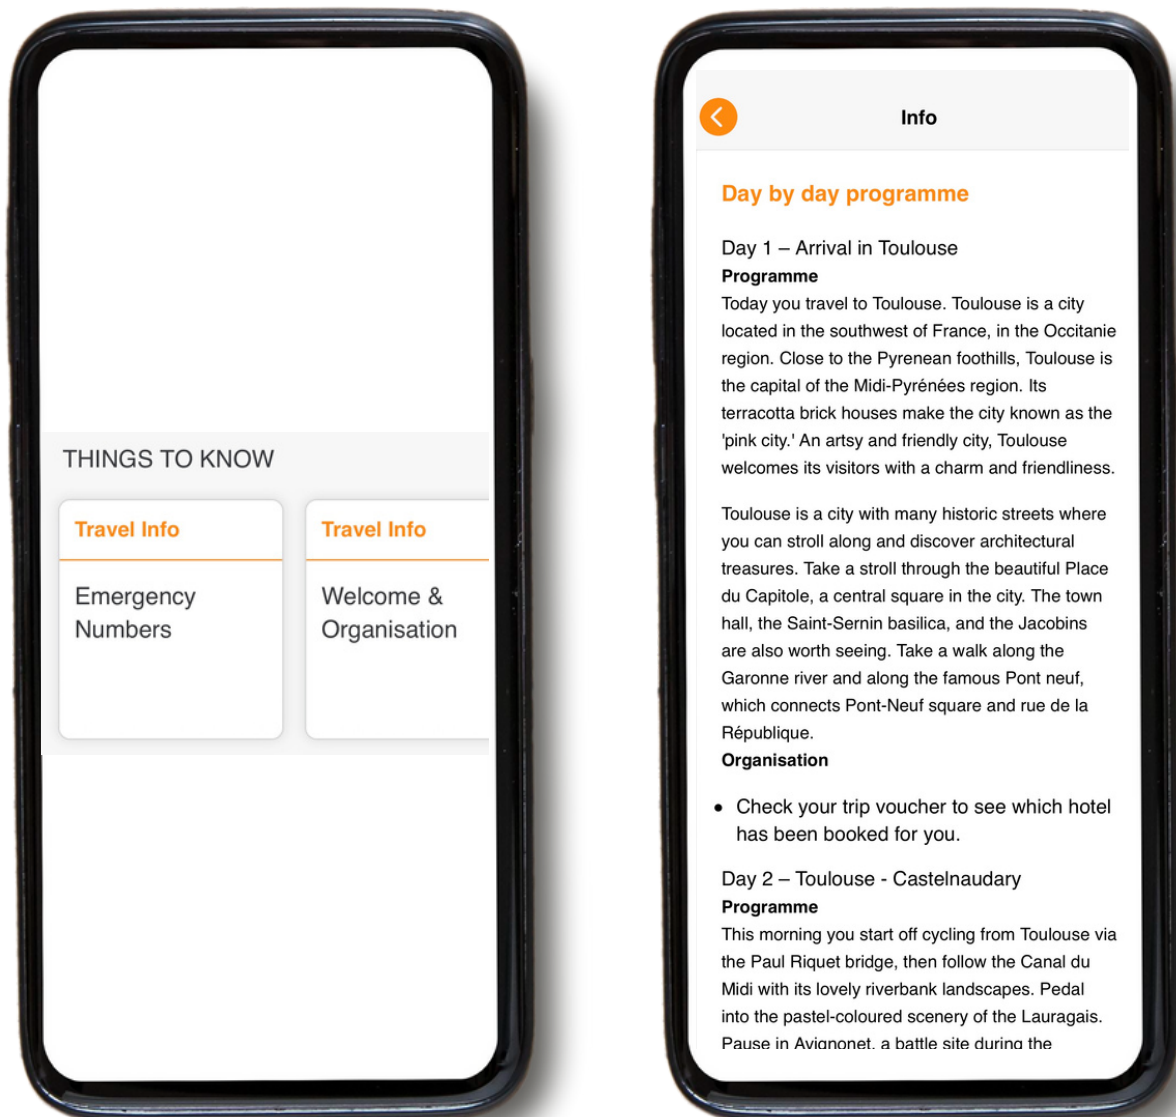 THINGS TO KNOW
Travel Info
Emergency
Numbers
Travel Info
Welcome &
Organisation
Info
Day by day programme
Day 1 – Arrival in Toulouse
Programme
Today you travel to Toulouse. Toulouse is a city
located in the southwest of France, in the Occitanie
region. Close to the Pyrenean foothills, Toulouse is
the capital of the Midi-Pyrénées region. Its
terracotta brick houses make the city known as the
'pink city.' An artsy and friendly city, Toulouse
welcomes its visitors with a charm and friendliness.
Toulouse is a city with many historic streets where
you can stroll along and discover architectural
treasures. Take a stroll through the beautiful Place
du Capitole, a central square in the city. The town
hall, the Saint-Sernin basilica, and the Jacobins
are also worth seeing. Take a walk along the
Garonne river and along the famous Pont neuf,
which connects Pont-Neuf square and rue de la
République.
Organisation
• Check your trip voucher to see which hotel
has been booked for you.
Day 2 – Toulouse - Castelnaudary
Programme
This morning you start off cycling from Toulouse via
the Paul Riquet bridge, then follow the Canal du
Midi with its lovely riverbank landscapes. Pedal
into the pastel-coloured scenery of the Lauragais.
Pause in Avignonet, a battle site during the